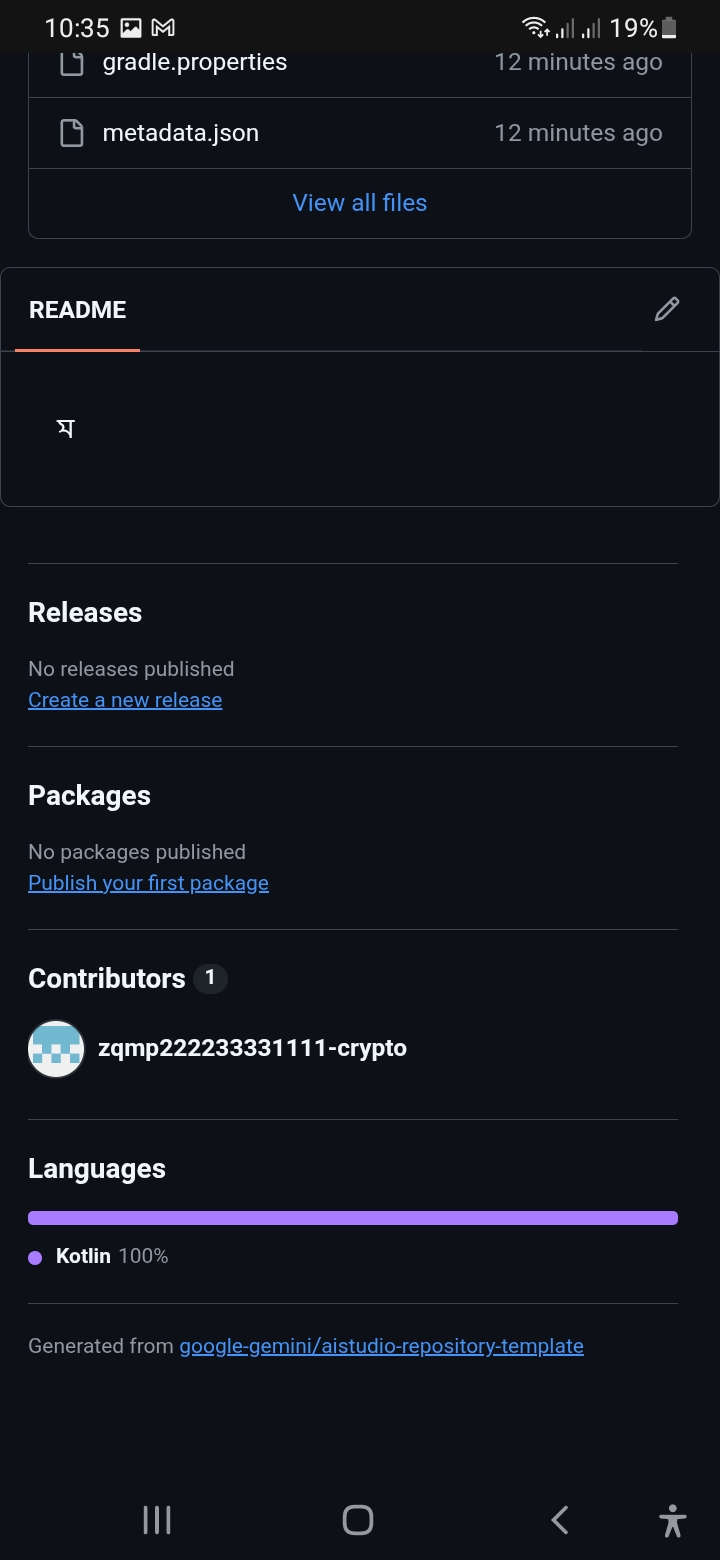 10:35 19%
gradle.properties 12 minutes ago
metadata.json 12 minutes ago
View all files
README
ম
Releases
No releases published
Create a new release
Packages
No packages published
Publish your first package
Contributors 1
zqmp222233331111-crypto
Languages
Kotlin 100%
Generated from google-gemini/aistudio-repository-template